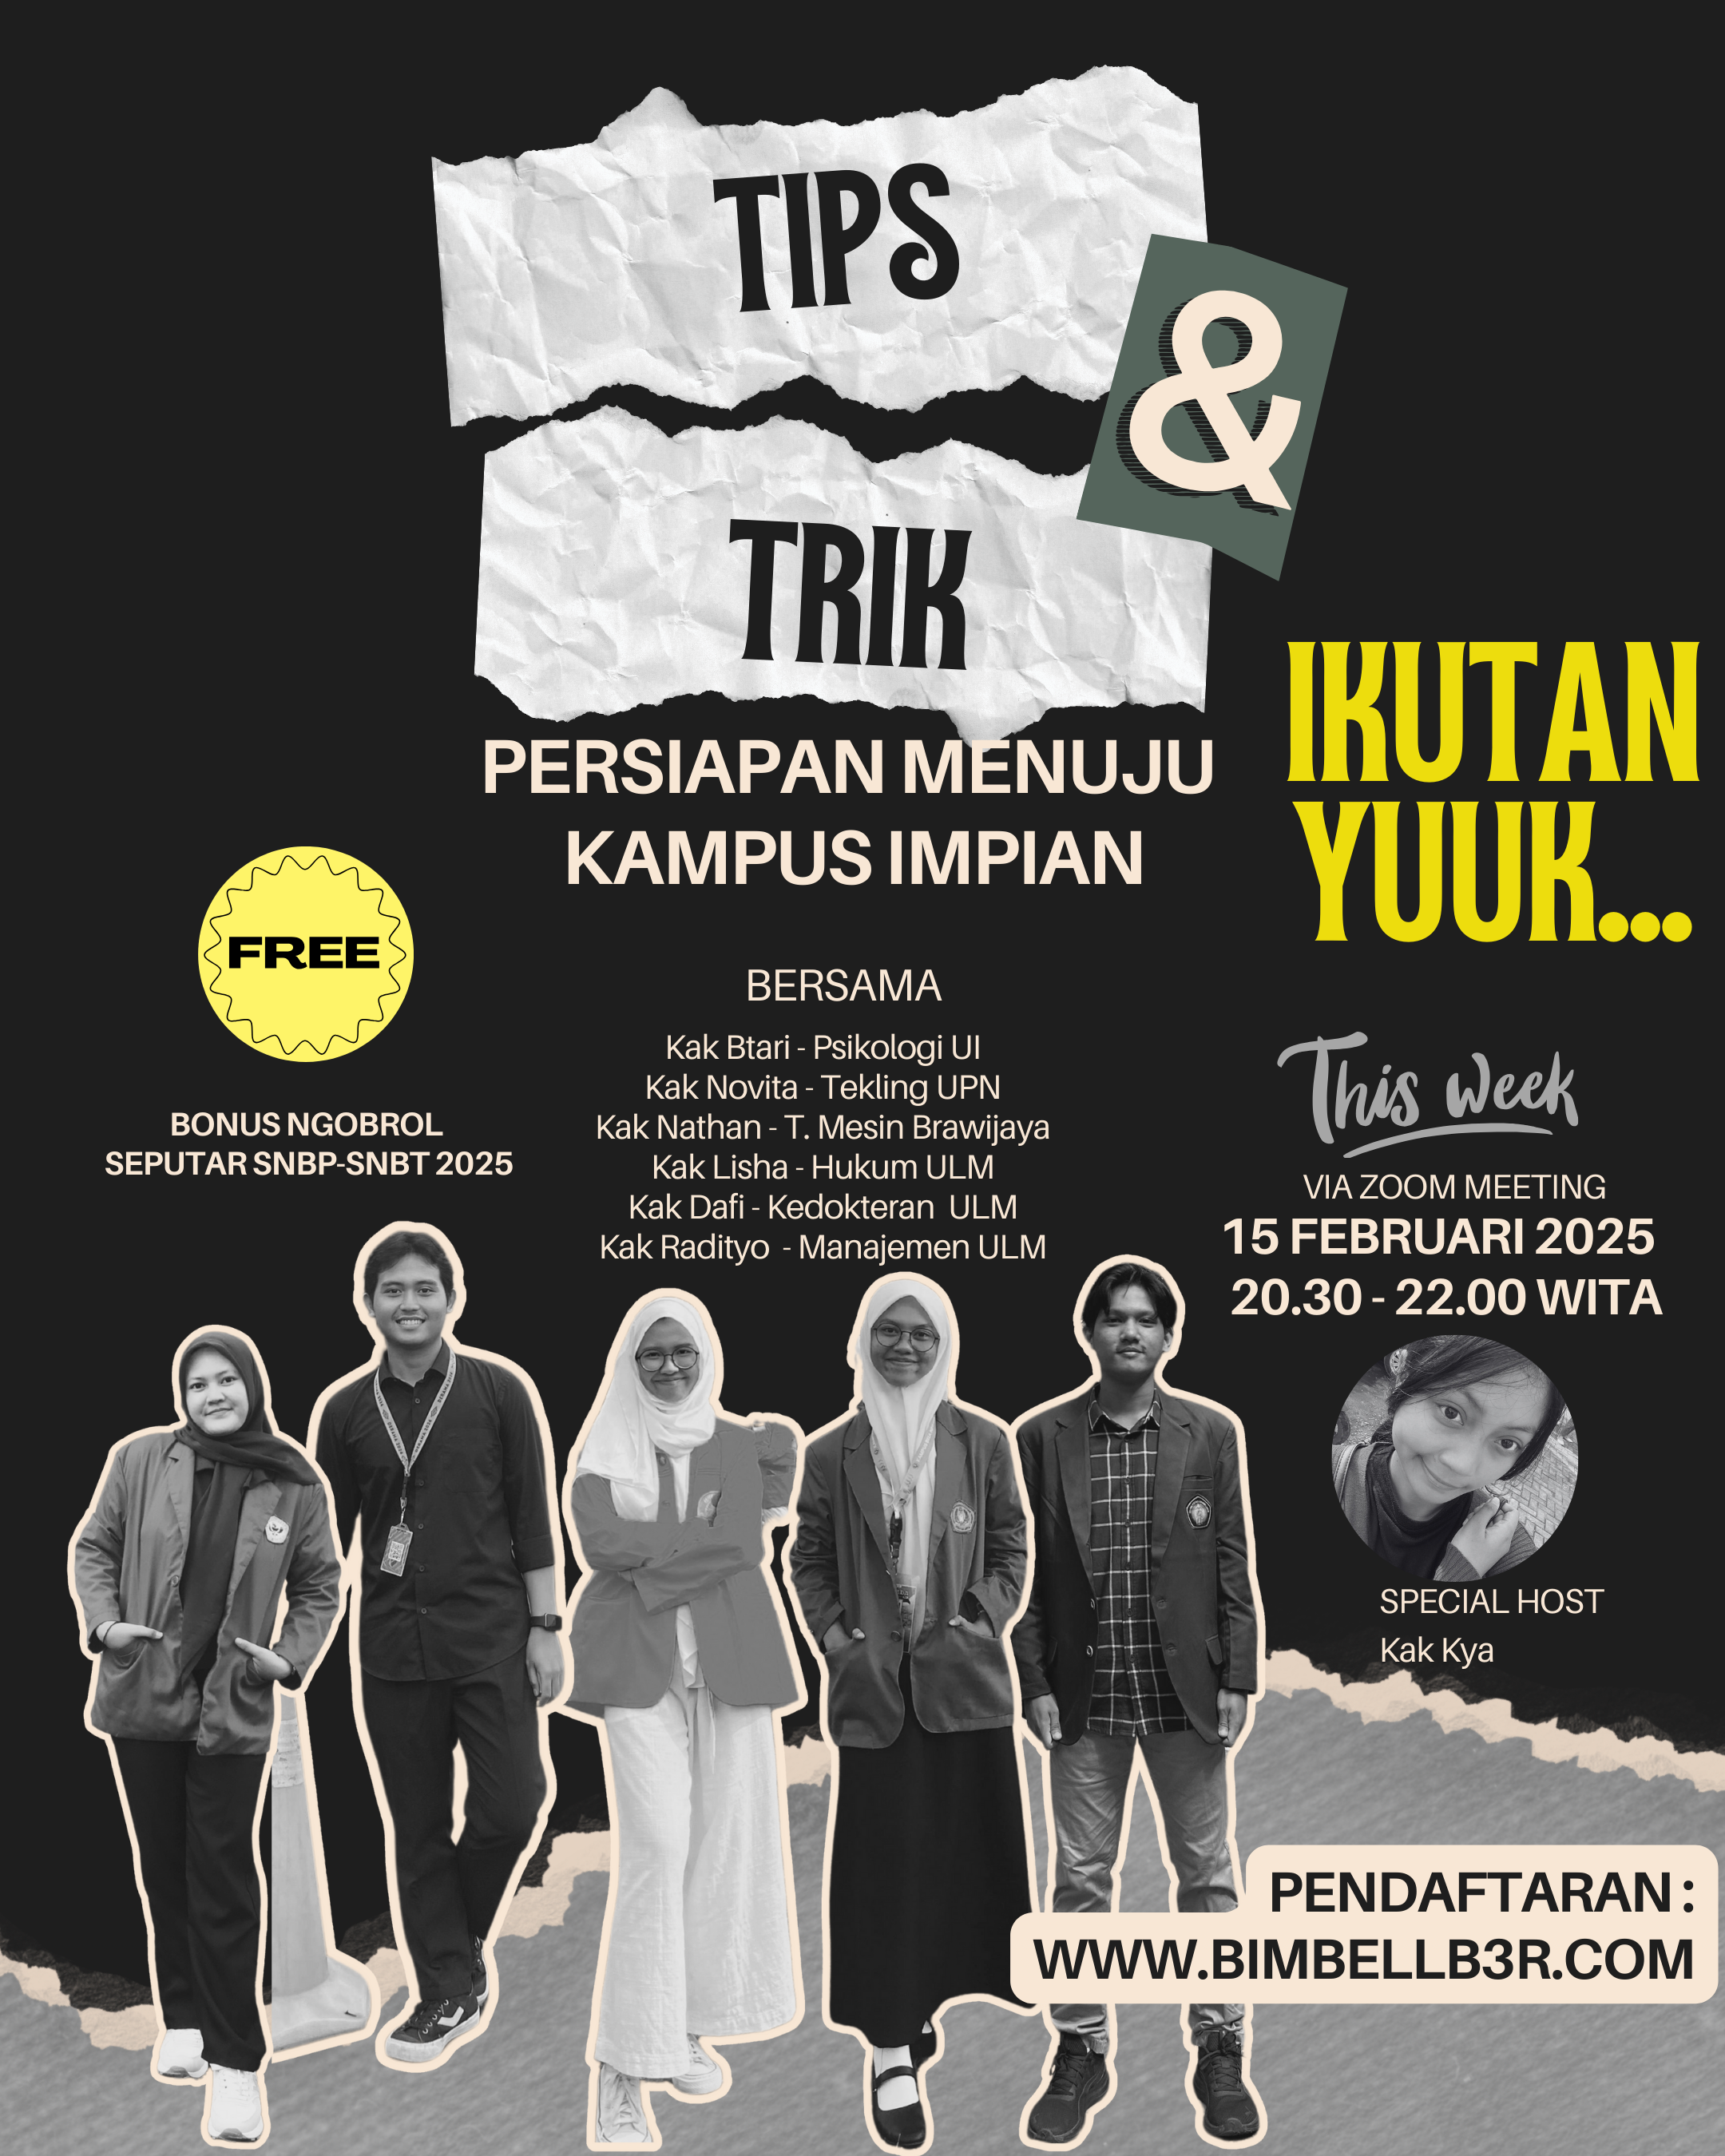 TIPS
&
TRIK
PERSIAPAN MENUJU
KAMPUS IMPIAN
IKUTAN
YUUK...
FREE
BONUS NGOBROL
SEPUTAR SNBP-SNBT 2025
BERSAMA
Kak Btari - Psikologi UI
Kak Novita - Tekling UPN
Kak Nathan - T. Mesin Brawijaya
Kak Lisha - Hukum ULM
Kak Dafi - Kedokteran  ULM
Kak Radityo  - Manajemen ULM
This week
VIA ZOOM MEETING
15 FEBRUARI 2025
20.30 - 22.00 WITA
SPECIAL HOST
Kak Kya
PENDAFTARAN :
WWW.BIMBELLB3R.COM